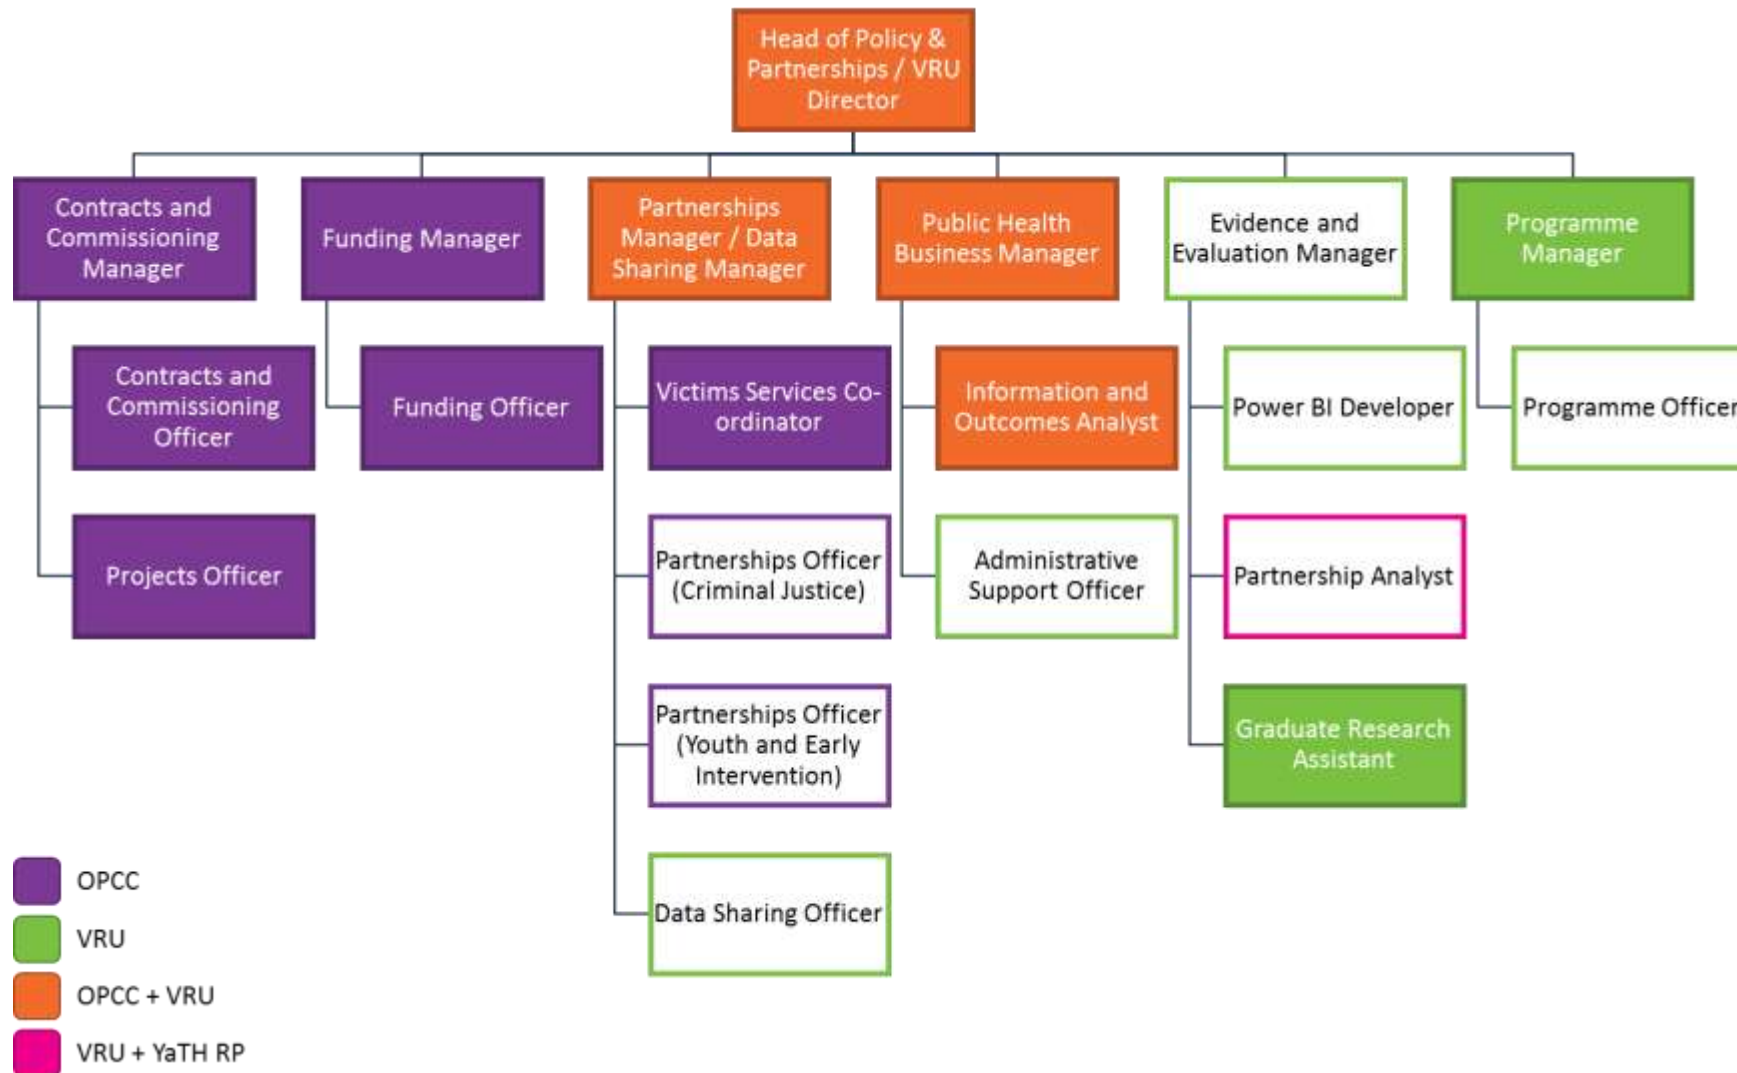 Head of Policy &
Partnerships / VRU
Director
Contracts and
Commissioning
Manager
Funding Manager
Partnerships
Manager / Data
Sharing Manager
Public Health
Business Manager
Evidence and
Evaluation Manager
Programme
Manager
Contracts and
Commissioning
Officer
Funding Officer
Victims Services Co-
ordinator
Information and
Outcomes Analyst
Power BI Developer
Programme Officer
Projects Officer
Partnerships Officer
(Criminal Justice)
Administrative
Support Officer
Partnership Analyst
Partnerships Officer
(Youth and Early
Intervention)
Graduate Research
Assistant
Data Sharing Officer
OPCC
VRU
OPCC + VRU
VRU + YaTH RP